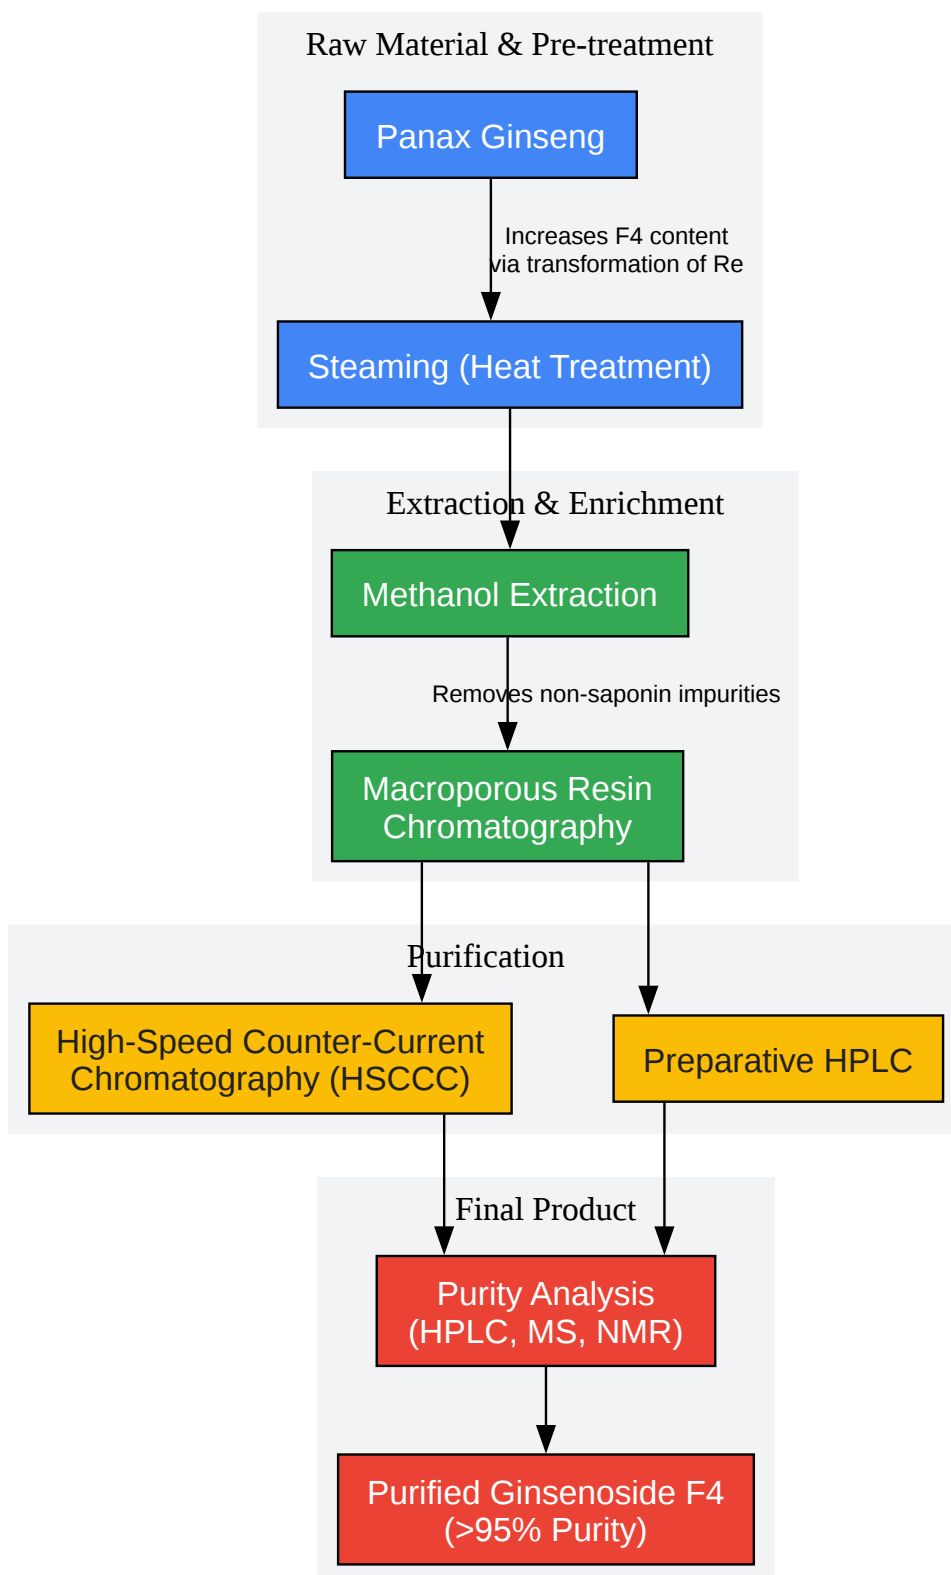 Raw Material & Pre-treatment
Panax Ginseng
Increases F4 content
via transformation of Re
Steaming (Heat Treatment)
Extraction & Enrichment
Methanol Extraction
Removes non-saponin impurities
Macroporous Resin
Chromatography
Purification
High-Speed Counter-Current
Chromatography (HSCCC)
Preparative HPLC
Final Product
Purity Analysis
(HPLC, MS, NMR)
Purified Ginsenoside F4
(>95% Purity)